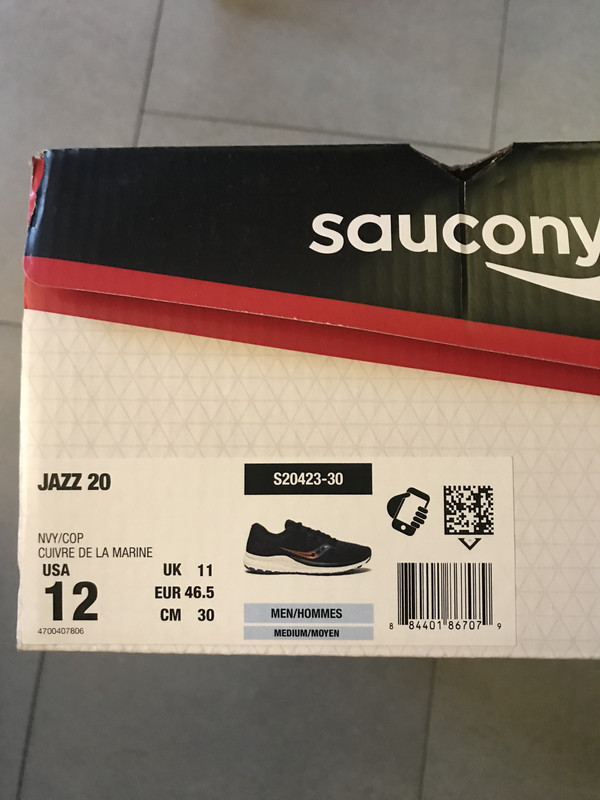 saucony
JAZZ 20
S20423-30
NVY/COP
CUIVRE DE LA MARINE
USA
12
UK 11
EUR 46.5
CM 30
4700407806
MEN/HOMMES
MEDIUM/MOYEN
8 84401 86707 9